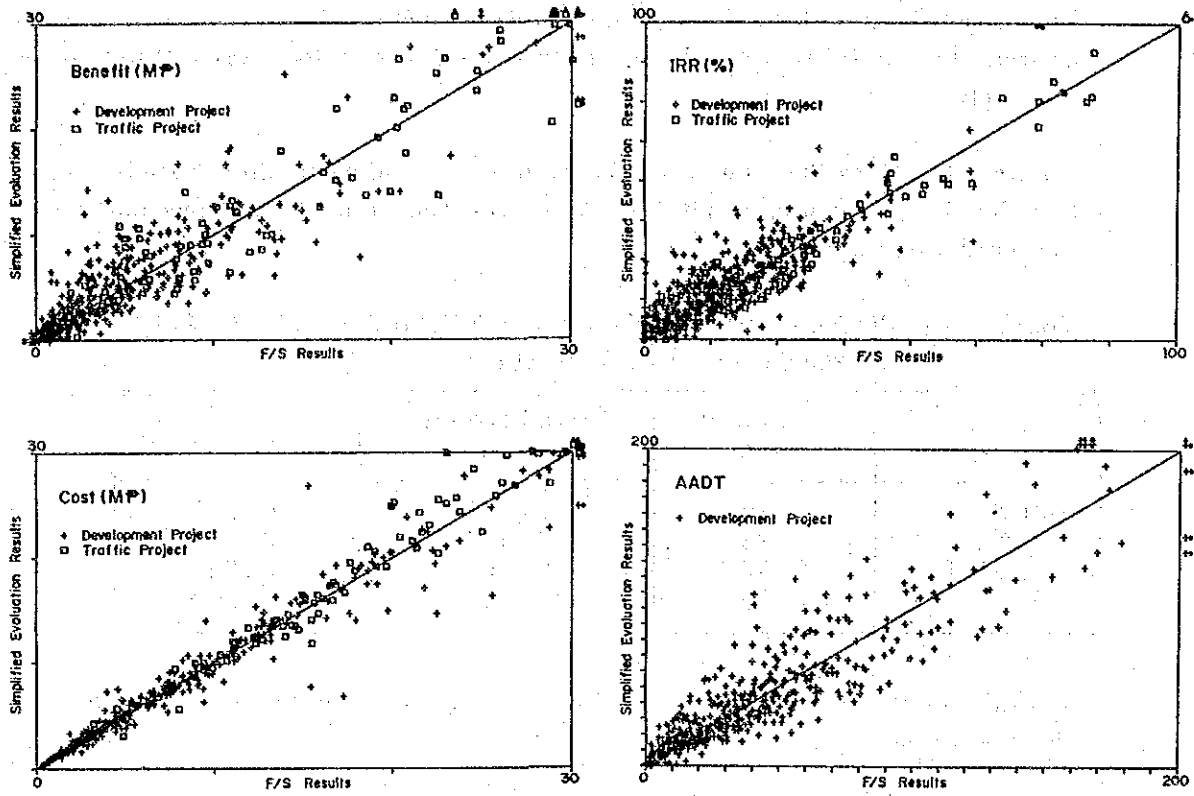 30
Benefit (M₱)
+ Development Project
□ Traffic Project
Simplified Evaluation Results
0
F/S Results
30
100
IRR (%)
+ Development Project
□ Traffic Project
Simplified Evaluation Results
0
F/S Results
100
30
Cost (M₱)
+ Development Project
□ Traffic Project
Simplified Evaluation Results
0
F/S Results
30
200
AADT
+ Development Project
Simplified Evaluation Results
0
F/S Results
200